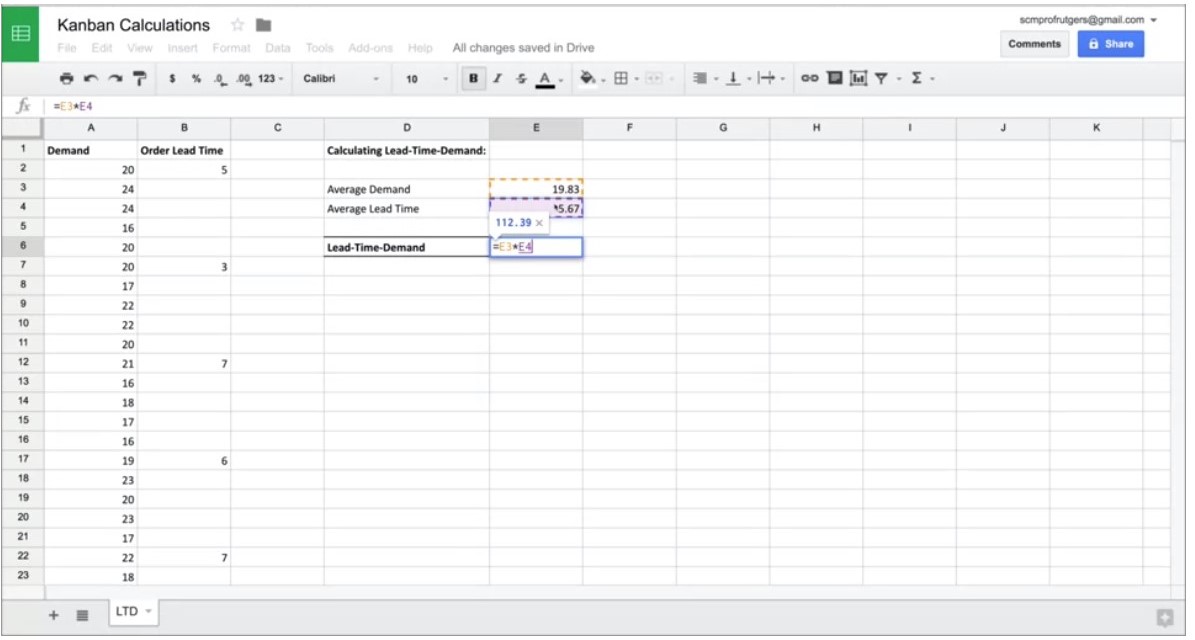 Kanban Calculations
scmprofrutgers@gmail.com
File Edit View Insert Format Data Tools Add-ons Help All changes saved in Drive
Comments Share
$ % .0 .00 123 Calibri 10 B I S A Σ
fx =E3*E4
A B C D E F G H I J K
1 Demand Order Lead Time Calculating Lead-Time-Demand:
2 20 5
3 24 Average Demand 19.83
4 24 Average Lead Time 5.67
5 16 112.39 ×
6 20 Lead-Time-Demand =E3*E4
7 20 3
8 17
9 22
10 22
11 20
12 21 7
13 16
14 18
15 17
16 16
17 19 6
18 23
19 20
20 23
21 17
22 22 7
23 18
+ LTD